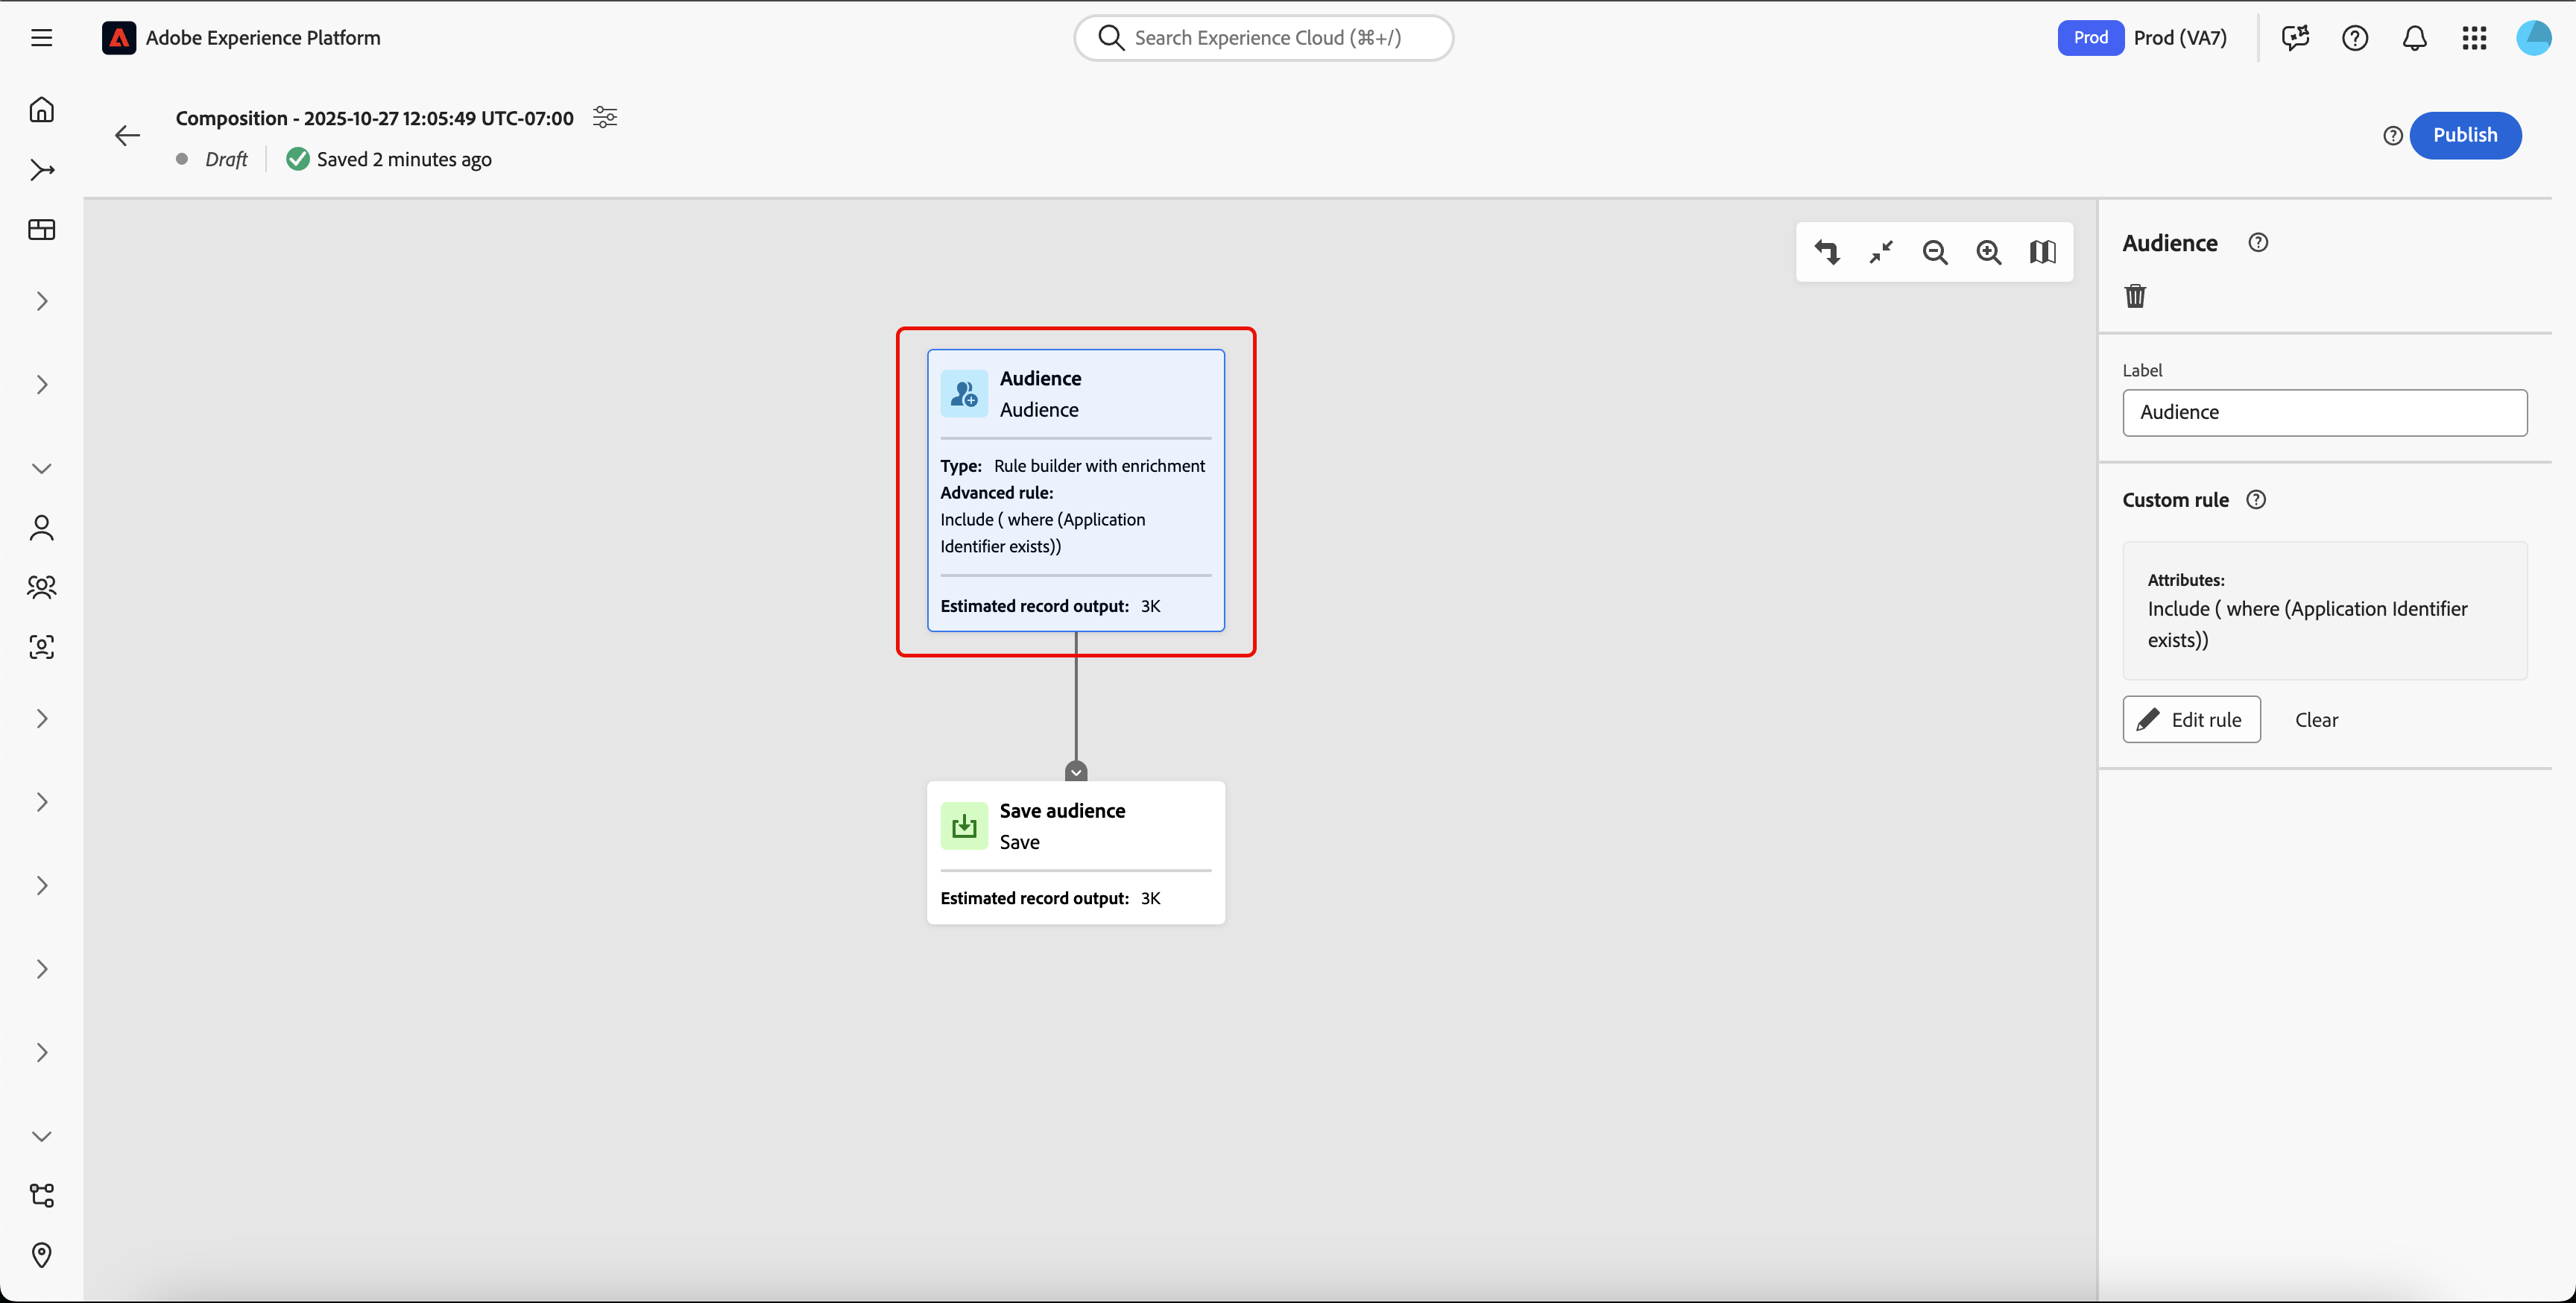 Adobe Experience Platform
Search Experience Cloud (⌘+/)
Prod
Prod (VA7)
Composition - 2025-10-27 12:05:49 UTC-07:00
Draft
Saved 2 minutes ago
Publish
Audience
Audience
Type: Rule builder with enrichment
Advanced rule:
Include ( where (Application
Identifier exists))
Estimated record output: 3K
Save audience
Save
Estimated record output: 3K
Audience
Label
Audience
Custom rule
Attributes:
Include ( where (Application Identifier
exists))
Edit rule
Clear